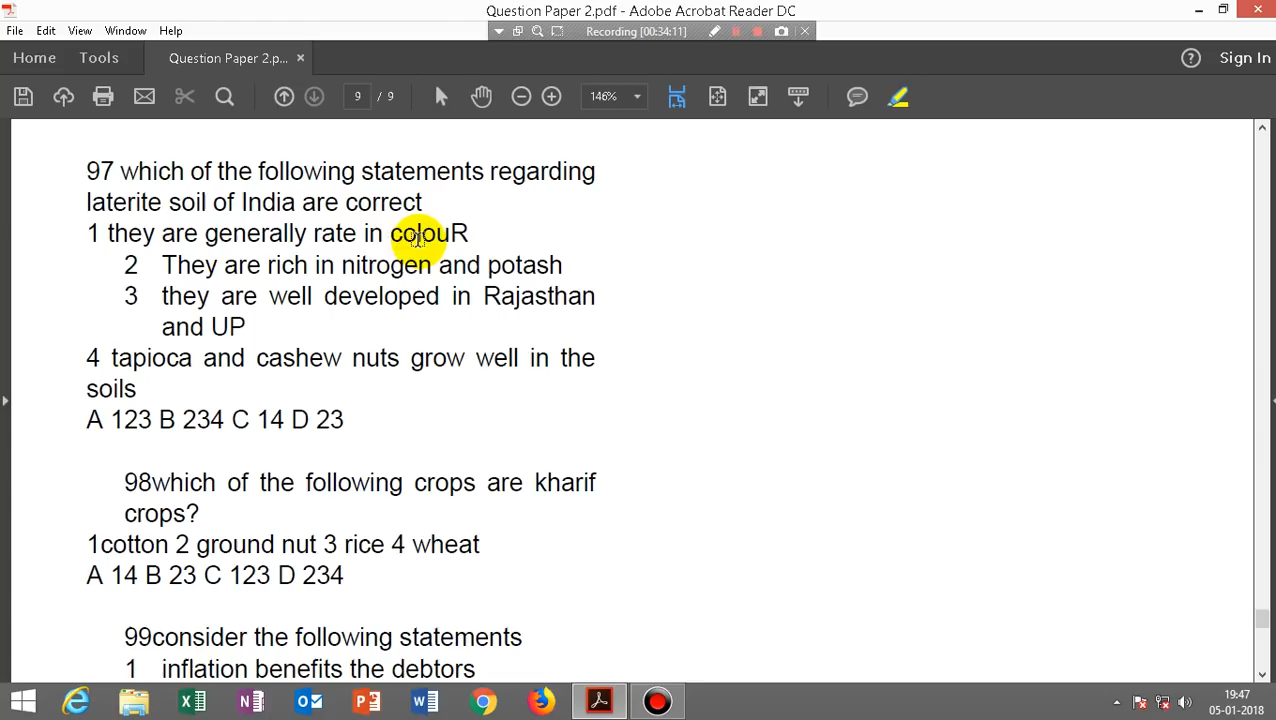 Question Paper 2.pdf - Adobe Acrobat Reader DC
File Edit View Window Help
Recording [00:34:11]
Home Tools Question Paper 2.p... × Sign In
9 / 9 146%
97 which of the following statements regarding
laterite soil of India are correct
1 they are generally rate in colouR
2 They are rich in nitrogen and potash
3 they are well developed in Rajasthan
and UP
4 tapioca and cashew nuts grow well in the
soils
A 123 B 234 C 14 D 23
98which of the following crops are kharif
crops?
1cotton 2 ground nut 3 rice 4 wheat
A 14 B 23 C 123 D 234
99consider the following statements
1 inflation benefits the debtors
19:47
05-01-2018